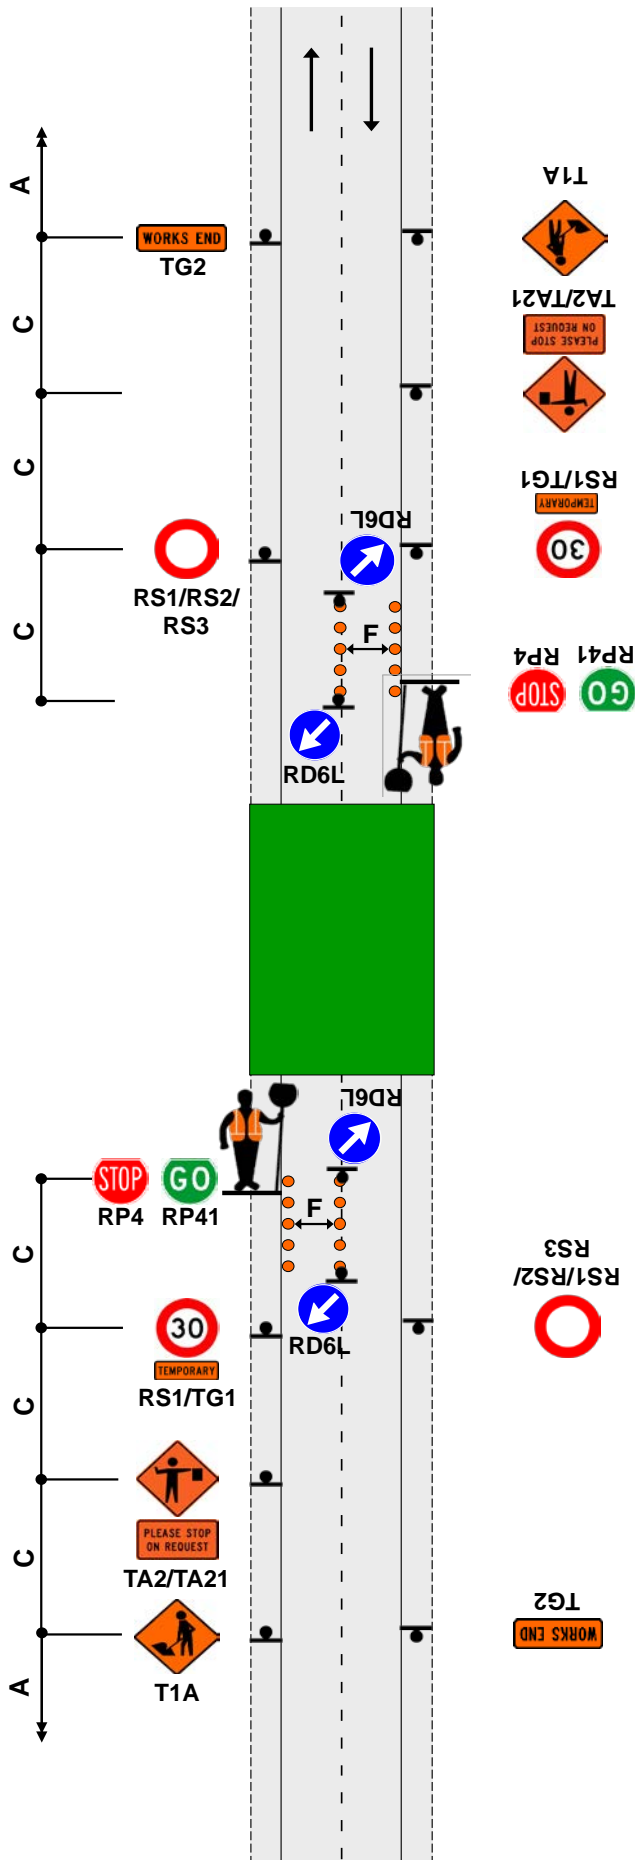 T1A
A
WORKS END
TG2
TA2/TA21
PLEASE STOP
ON REQUEST
C
RS1/TG1
TEMPORARY
30
C
RD6L
RS1/RS2/
RS3
F
C
RP4 RP41
STOP GO
RD6L
RD6L
STOP GO
RP4 RP41
F
C
RS1/RS2/
RS3
30
TEMPORARY
RS1/TG1
RD6L
C
PLEASE STOP
ON REQUEST
TA2/TA21
C
TG2
WORKS END
T1A
A